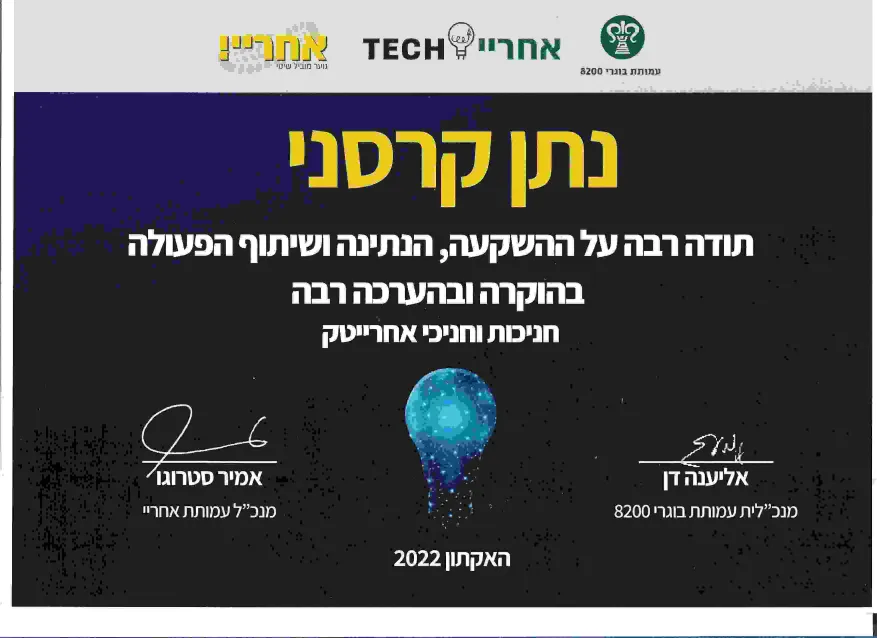 אחריי!
נוער מוביל שינוי
אחריי TECH
עמותת בוגרי 8200
נתן קרסני
תודה רבה על ההשקעה, הנתינה ושיתוף הפעולה
בהוקרה ובהערכה רבה
חניכות וחניכי אחרייטק
אמיר סטרוגו
מנכ"ל עמותת אחריי
אליענה דן
מנכ"לית עמותת בוגרי 8200
האקתון 2022